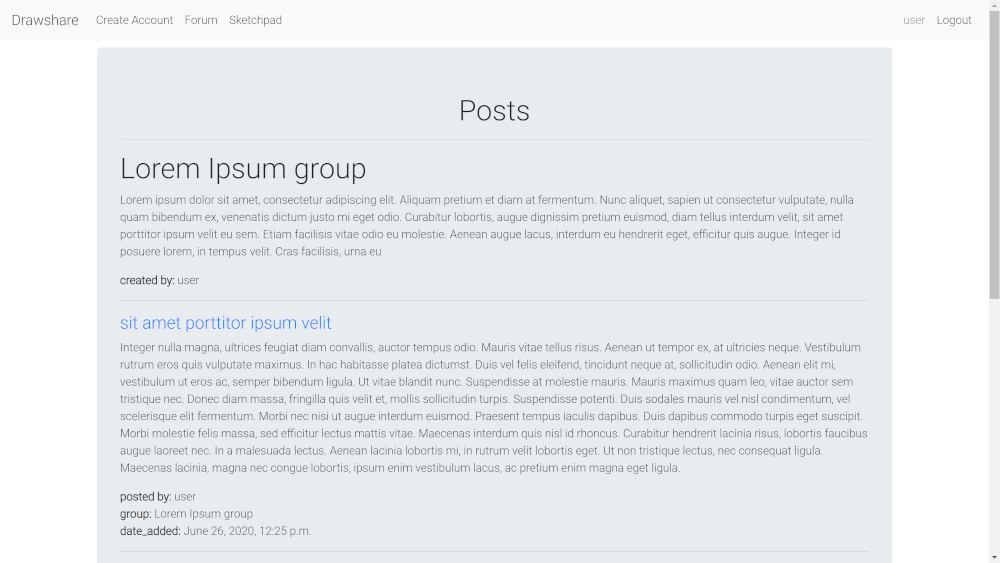 Drawshare Create Account Forum Sketchpad user Logout
Posts
Lorem Ipsum group
Lorem ipsum dolor sit amet, consectetur adipiscing elit. Aliquam pretium et diam at fermentum. Nunc aliquet, sapien ut consectetur vulputate, nulla
quam bibendum ex, venenatis dictum justo mi eget odio. Curabitur lobortis, augue dignissim pretium euismod, diam tellus interdum velit, sit amet
porttitor ipsum velit eu sem. Etiam facilisis vitae odio eu molestie. Aenean augue lacus, interdum eu hendrerit eget, efficitur quis augue. Integer id
posuere lorem, in tempus velit. Cras facilisis, urna eu
created by: user
sit amet porttitor ipsum velit
Integer nulla magna, ultrices feugiat diam convallis, auctor tempus odio. Mauris vitae tellus risus. Aenean ut tempor ex, at ultricies neque. Vestibulum
rutrum eros quis vulputate maximus. In hac habitasse platea dictumst. Duis vel felis eleifend, tincidunt neque at, sollicitudin odio. Aenean elit mi,
vestibulum ut eros ac, semper bibendum ligula. Ut vitae blandit nunc. Suspendisse at molestie mauris. Mauris maximus quam leo, vitae auctor sem
tristique nec. Donec diam massa, fringilla quis velit et, mollis sollicitudin turpis. Suspendisse potenti. Duis sodales mauris vel nisl condimentum, vel
scelerisque elit fermentum. Morbi nec nisi ut augue interdum euismod. Praesent tempus iaculis dapibus. Duis dapibus commodo turpis eget suscipit.
Morbi molestie felis massa, sed efficitur lectus mattis vitae. Maecenas interdum quis nisl id rhoncus. Curabitur hendrerit lacinia risus, lobortis faucibus
augue laoreet nec. In a malesuada lectus. Aenean lacinia lobortis mi, in rutrum velit lobortis eget. Ut non tristique lectus, nec consequat ligula.
Maecenas lacinia, magna nec congue lobortis, ipsum enim vestibulum lacus, ac pretium enim magna eget ligula.
posted by: user
group: Lorem Ipsum group
date_added: June 26, 2020, 12:25 p.m.